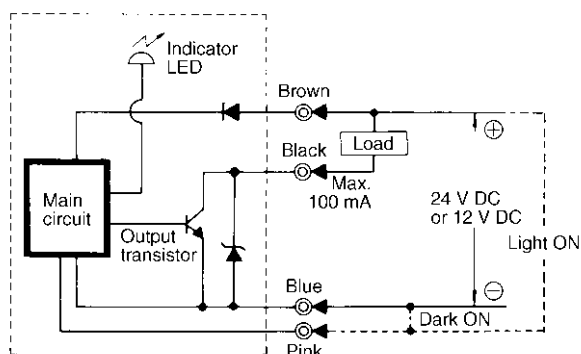 Indicator
LED
Brown
Load
Black
Max.
100 mA
Main
circuit
Output
transistor
24 V DC
or 12 V DC
Light ON
Blue
Dark ON
Pink